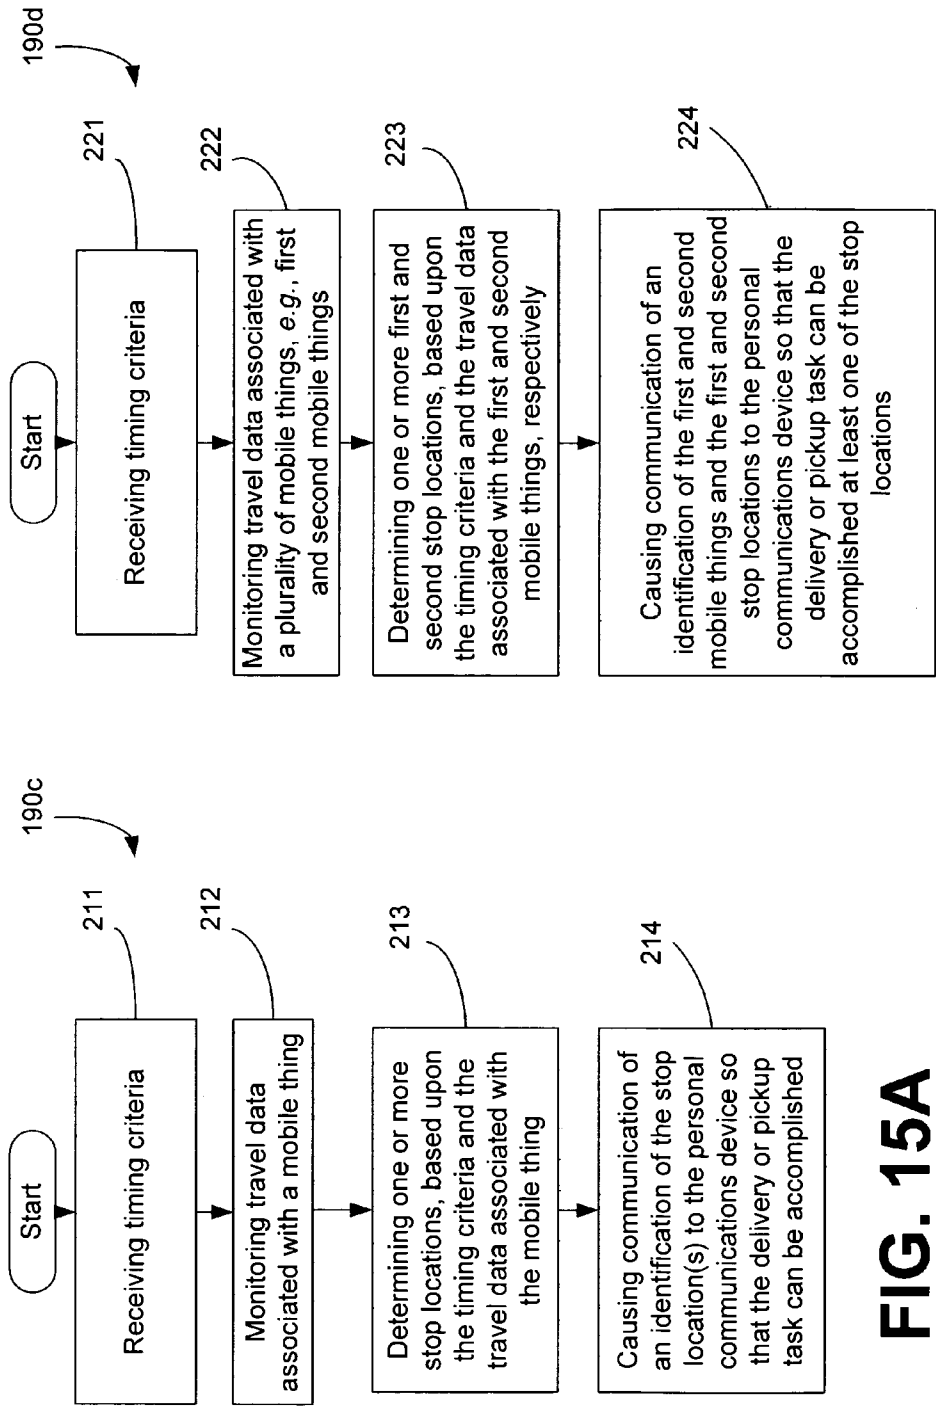 190c
Start
211
Receiving timing criteria
212
Monitoring travel data
associated with a mobile thing
213
Determining one or more
stop locations, based upon
the timing criteria and the
travel data associated with
the mobile thing
214
Causing communication of
an identification of the stop
location(s) to the personal
communications device so
that the delivery or pickup
task can be accomplished
190d
Start
221
Receiving timing criteria
222
Monitoring travel data associated with
a plurality of mobile things, e.g., first
and second mobile things
223
Determining one or more first and
second stop locations, based upon
the timing criteria and the travel data
associated with the first and second
mobile things, respectively
224
Causing communication of an
identification of the first and second
mobile things and the first and second
stop locations to the personal
communications device so that the
delivery or pickup task can be
accomplished at least one of the stop
locations
FIG. 15A